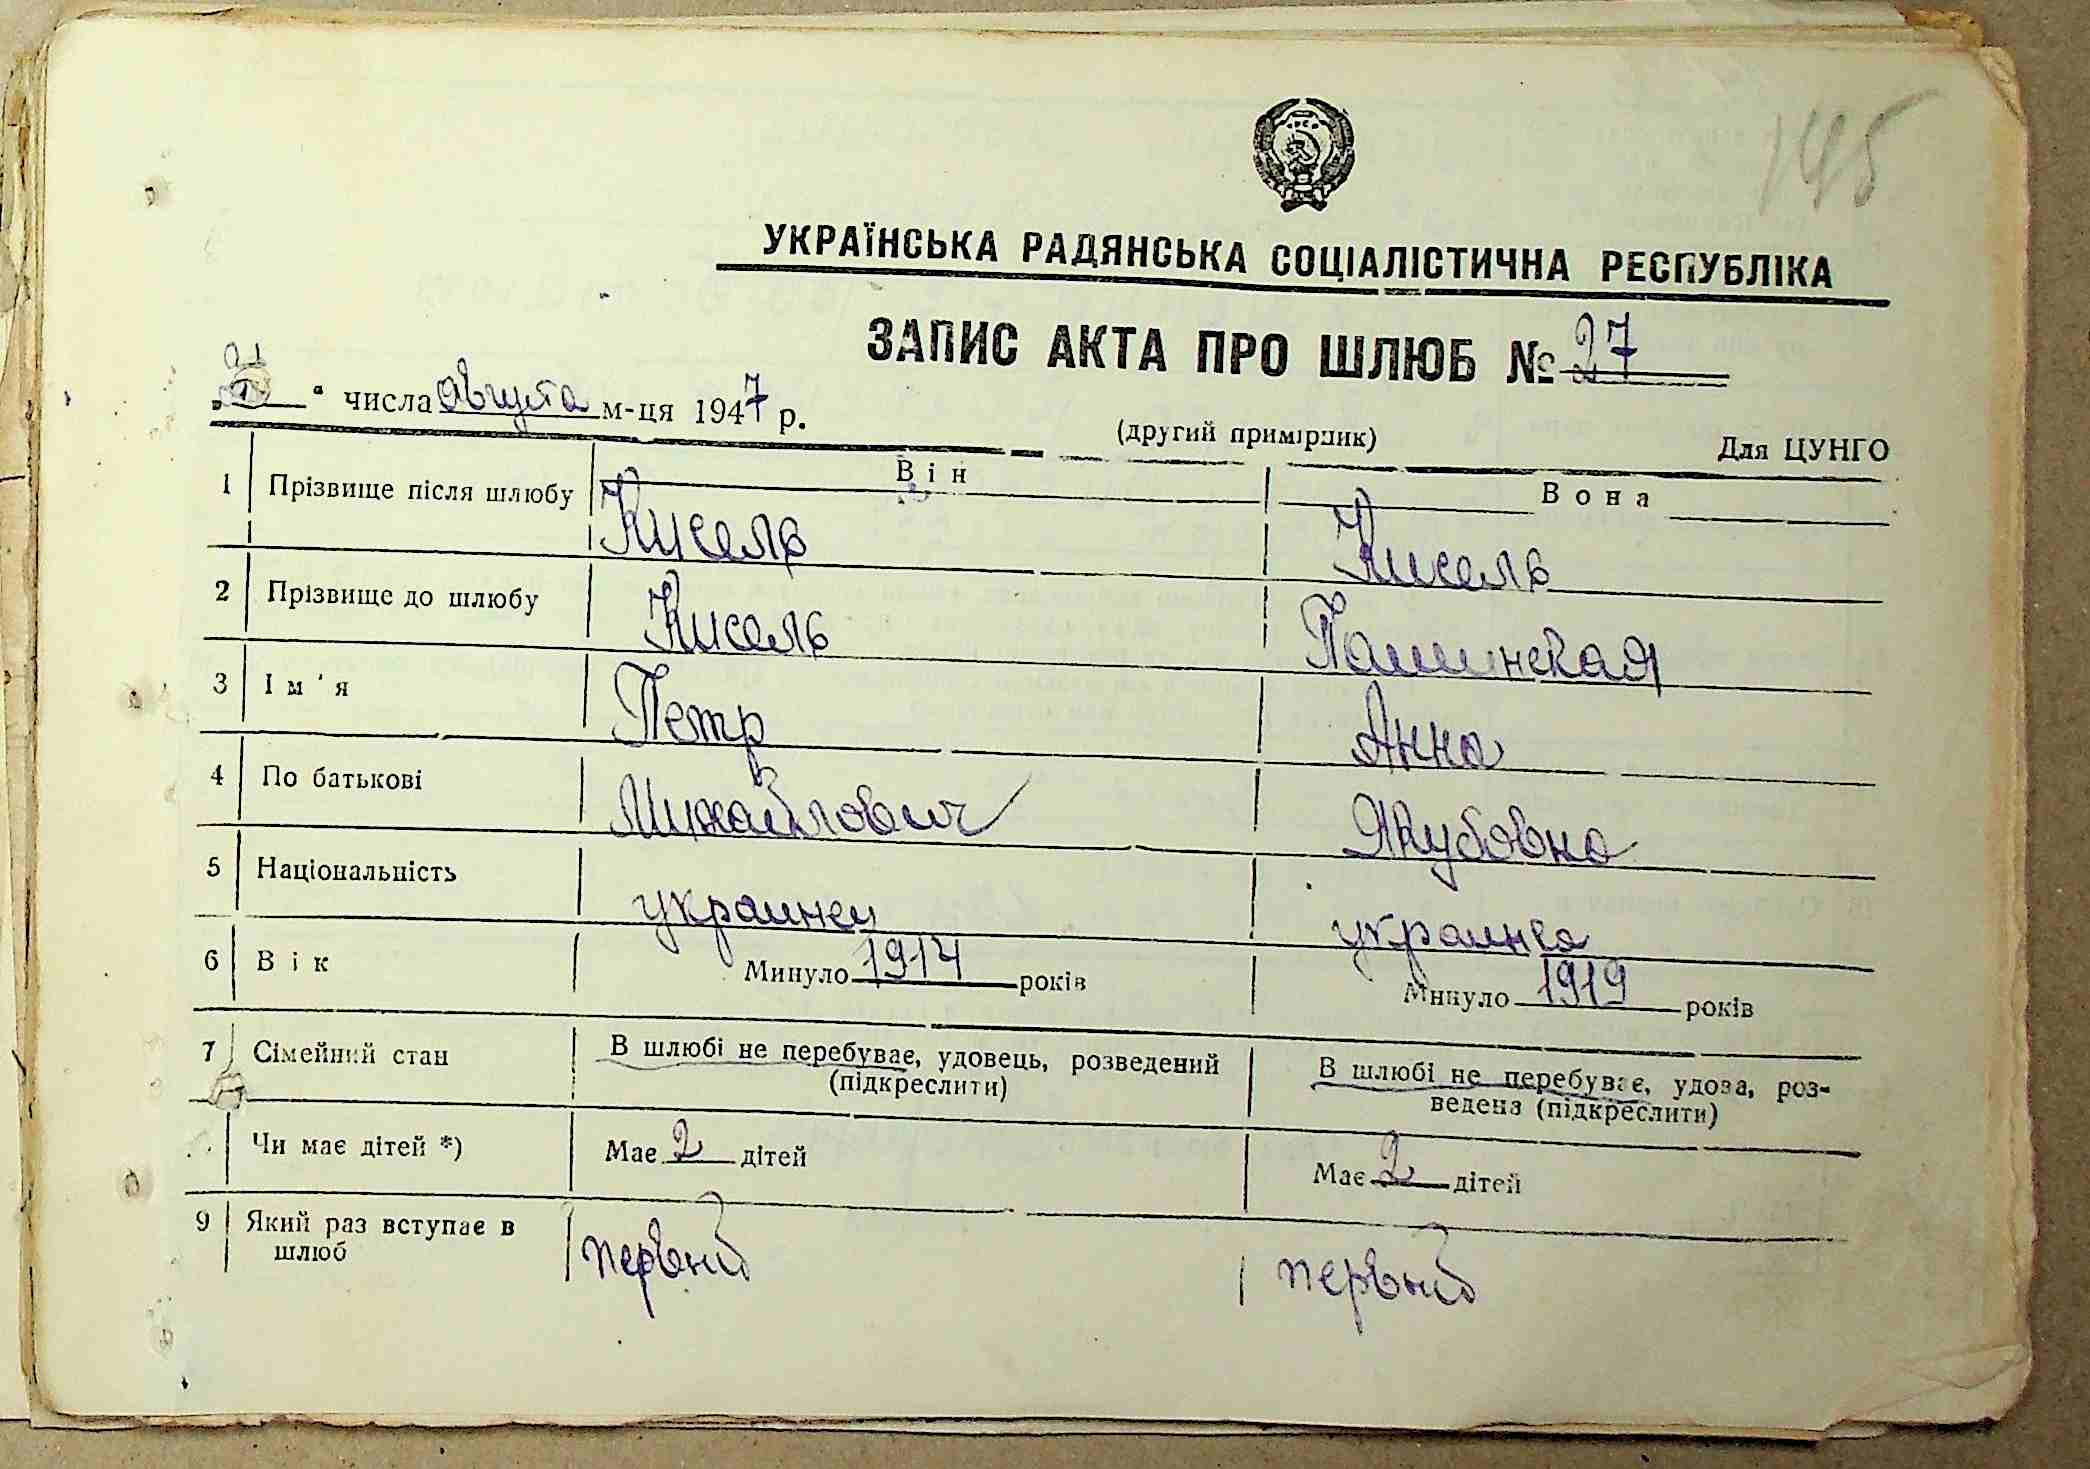 195
УКРАЇНСЬКА РАДЯНСЬКА СОЦІАЛІСТИЧНА РЕСПУБЛІКА
ЗАПИС АКТА ПРО ШЛЮБ № 27
" числа августа м-ця 1947 р.
(другий примірник)
Для ЦУНГО
Він
Вона
1 Прізвище після шлюбу Кисель Кисель
2 Прізвище до шлюбу Кисель Пашинская
3 Ім'я Петр Анна
4 По батькові Михайлович Якубовна
5 Національність украинец украинка
6 Вік Минуло 1914 років Минуло 1919 років
7 Сімейний стан В шлюбі не перебуває, удовець, розведений (підкреслити) В шлюбі не перебуває, удова, роз-
ведена (підкреслити)
Чи має дітей *) Має 2 дітей Має 2 дітей
9 Який раз вступає в первый первый
шлюб